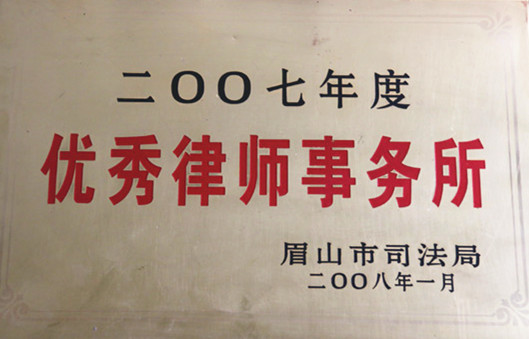 二〇〇七年度
优秀律师事务所
眉山市司法局
二〇〇八年一月